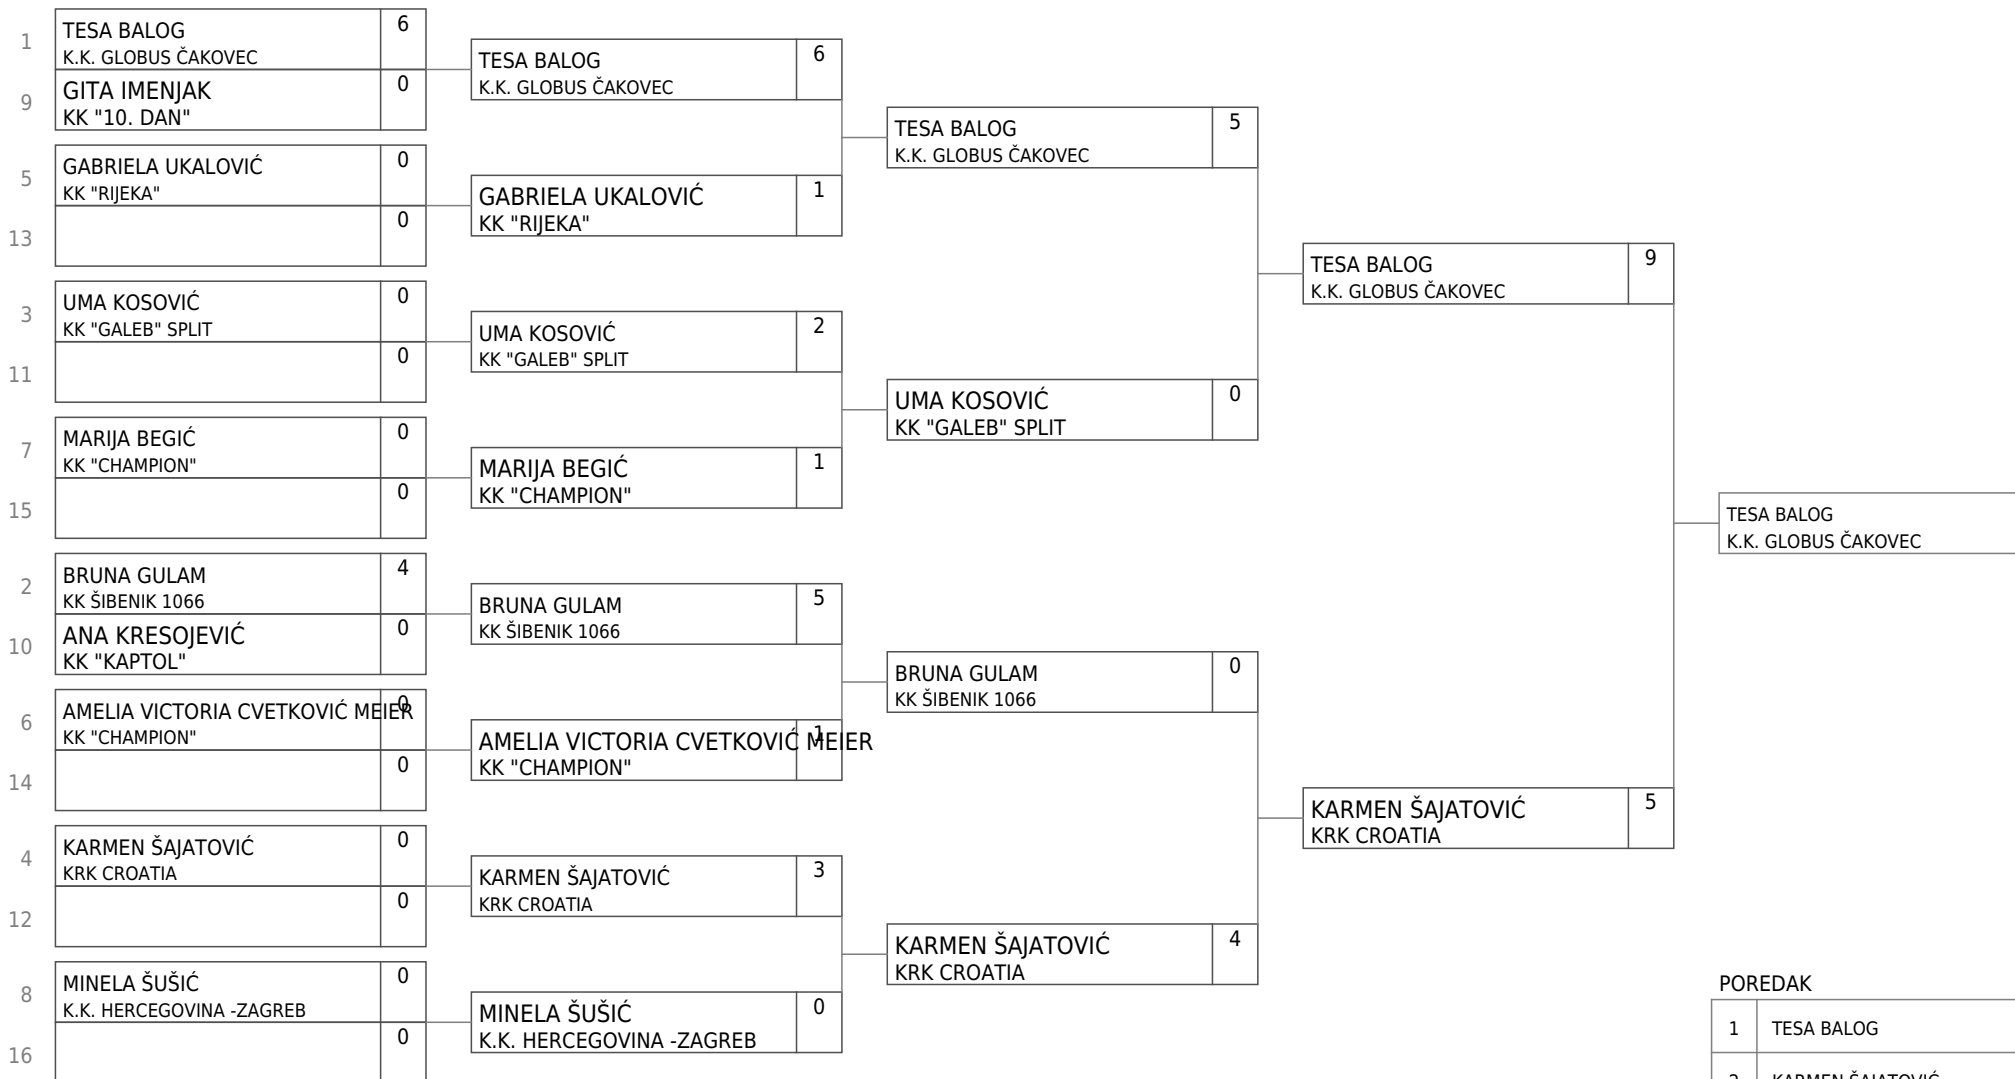 1
TESA BALOG
6
K.K. GLOBUS ČAKOVEC
9
GITA IMENJAK
0
KK "10. DAN"
5
GABRIELA UKALOVIĆ
0
KK "RIJEKA"
13
0
3
UMA KOSOVIĆ
0
KK "GALEB" SPLIT
11
0
7
MARIJA BEGIĆ
0
KK "CHAMPION"
15
0
2
BRUNA GULAM
4
KK ŠIBENIK 1066
10
ANA KRESOJEVIĆ
0
KK "KAPTOL"
6
AMELIA VICTORIA CVETKOVIĆ MEIER
0
KK "CHAMPION"
14
0
4
KARMEN ŠAJATOVIĆ
0
KRK CROATIA
12
0
8
MINELA ŠUŠIĆ
0
K.K. HERCEGOVINA -ZAGREB
16
0
TESA BALOG
6
K.K. GLOBUS ČAKOVEC
GABRIELA UKALOVIĆ
1
KK "RIJEKA"
UMA KOSOVIĆ
2
KK "GALEB" SPLIT
MARIJA BEGIĆ
1
KK "CHAMPION"
BRUNA GULAM
5
KK ŠIBENIK 1066
AMELIA VICTORIA CVETKOVIĆ MEIER
1
KK "CHAMPION"
KARMEN ŠAJATOVIĆ
3
KRK CROATIA
MINELA ŠUŠIĆ
0
K.K. HERCEGOVINA -ZAGREB
TESA BALOG
5
K.K. GLOBUS ČAKOVEC
UMA KOSOVIĆ
0
KK "GALEB" SPLIT
BRUNA GULAM
0
KK ŠIBENIK 1066
KARMEN ŠAJATOVIĆ
4
KRK CROATIA
TESA BALOG
9
K.K. GLOBUS ČAKOVEC
KARMEN ŠAJATOVIĆ
5
KRK CROATIA
TESA BALOG
K.K. GLOBUS ČAKOVEC
POREDAK
1 TESA BALOG
2 KARMEN ŠAJATOVIĆ